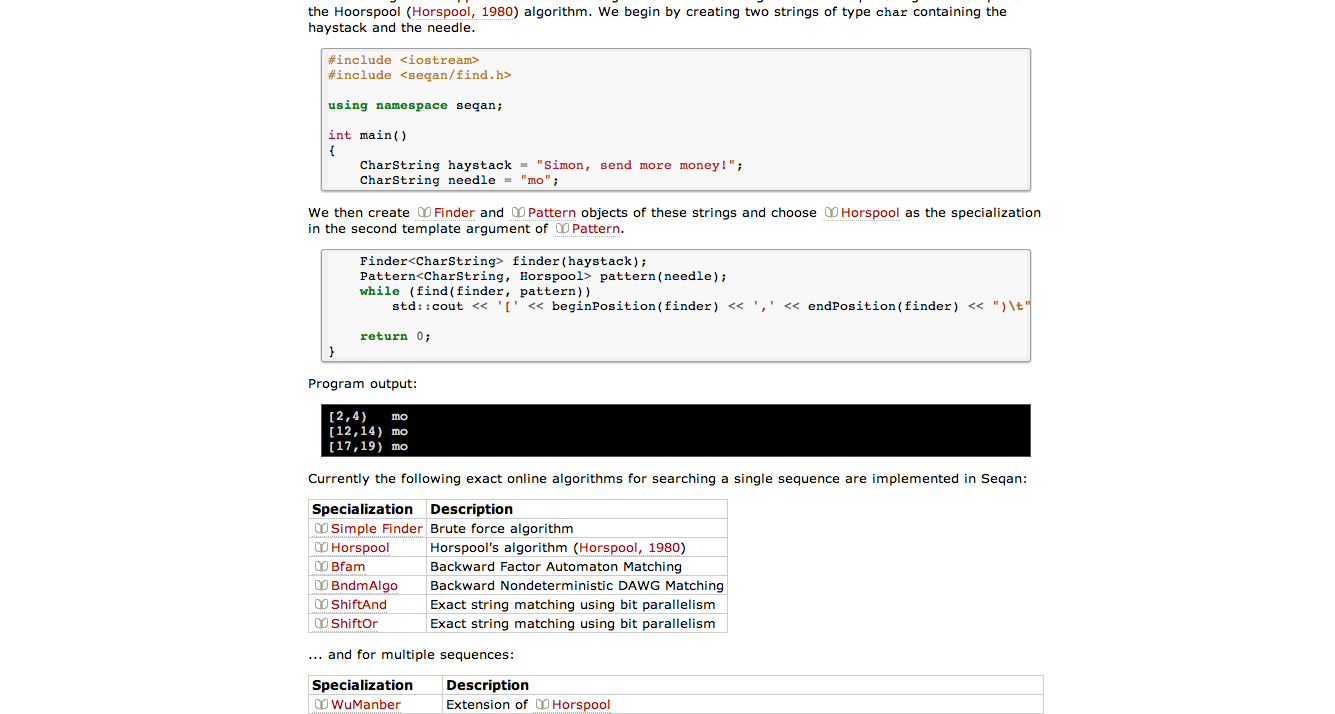 the Hoorspool (Horspool, 1980) algorithm. We begin by creating two strings of type char containing the
haystack and the needle.
#include <iostream>
#include <seqan/find.h>
using namespace seqan;
int main()
{
    CharString haystack = "Simon, send more money!";
    CharString needle = "mo";
We then create Finder and Pattern objects of these strings and choose Horspool as the specialization
in the second template argument of Pattern.
    Finder<CharString> finder(haystack);
    Pattern<CharString, Horspool> pattern(needle);
    while (find(finder, pattern))
        std::cout << '[' << beginPosition(finder) << ',' << endPosition(finder) << ")\t"
    return 0;
}
Program output:
[2,4)   mo
[12,14) mo
[17,19) mo
Currently the following exact online algorithms for searching a single sequence are implemented in Seqan:
Specialization Description
Simple Finder Brute force algorithm
Horspool Horspool's algorithm (Horspool, 1980)
Bfam Backward Factor Automaton Matching
BndmAlgo Backward Nondeterministic DAWG Matching
ShiftAnd Exact string matching using bit parallelism
ShiftOr Exact string matching using bit parallelism
... and for multiple sequences:
Specialization Description
WuManber Extension of Horspool